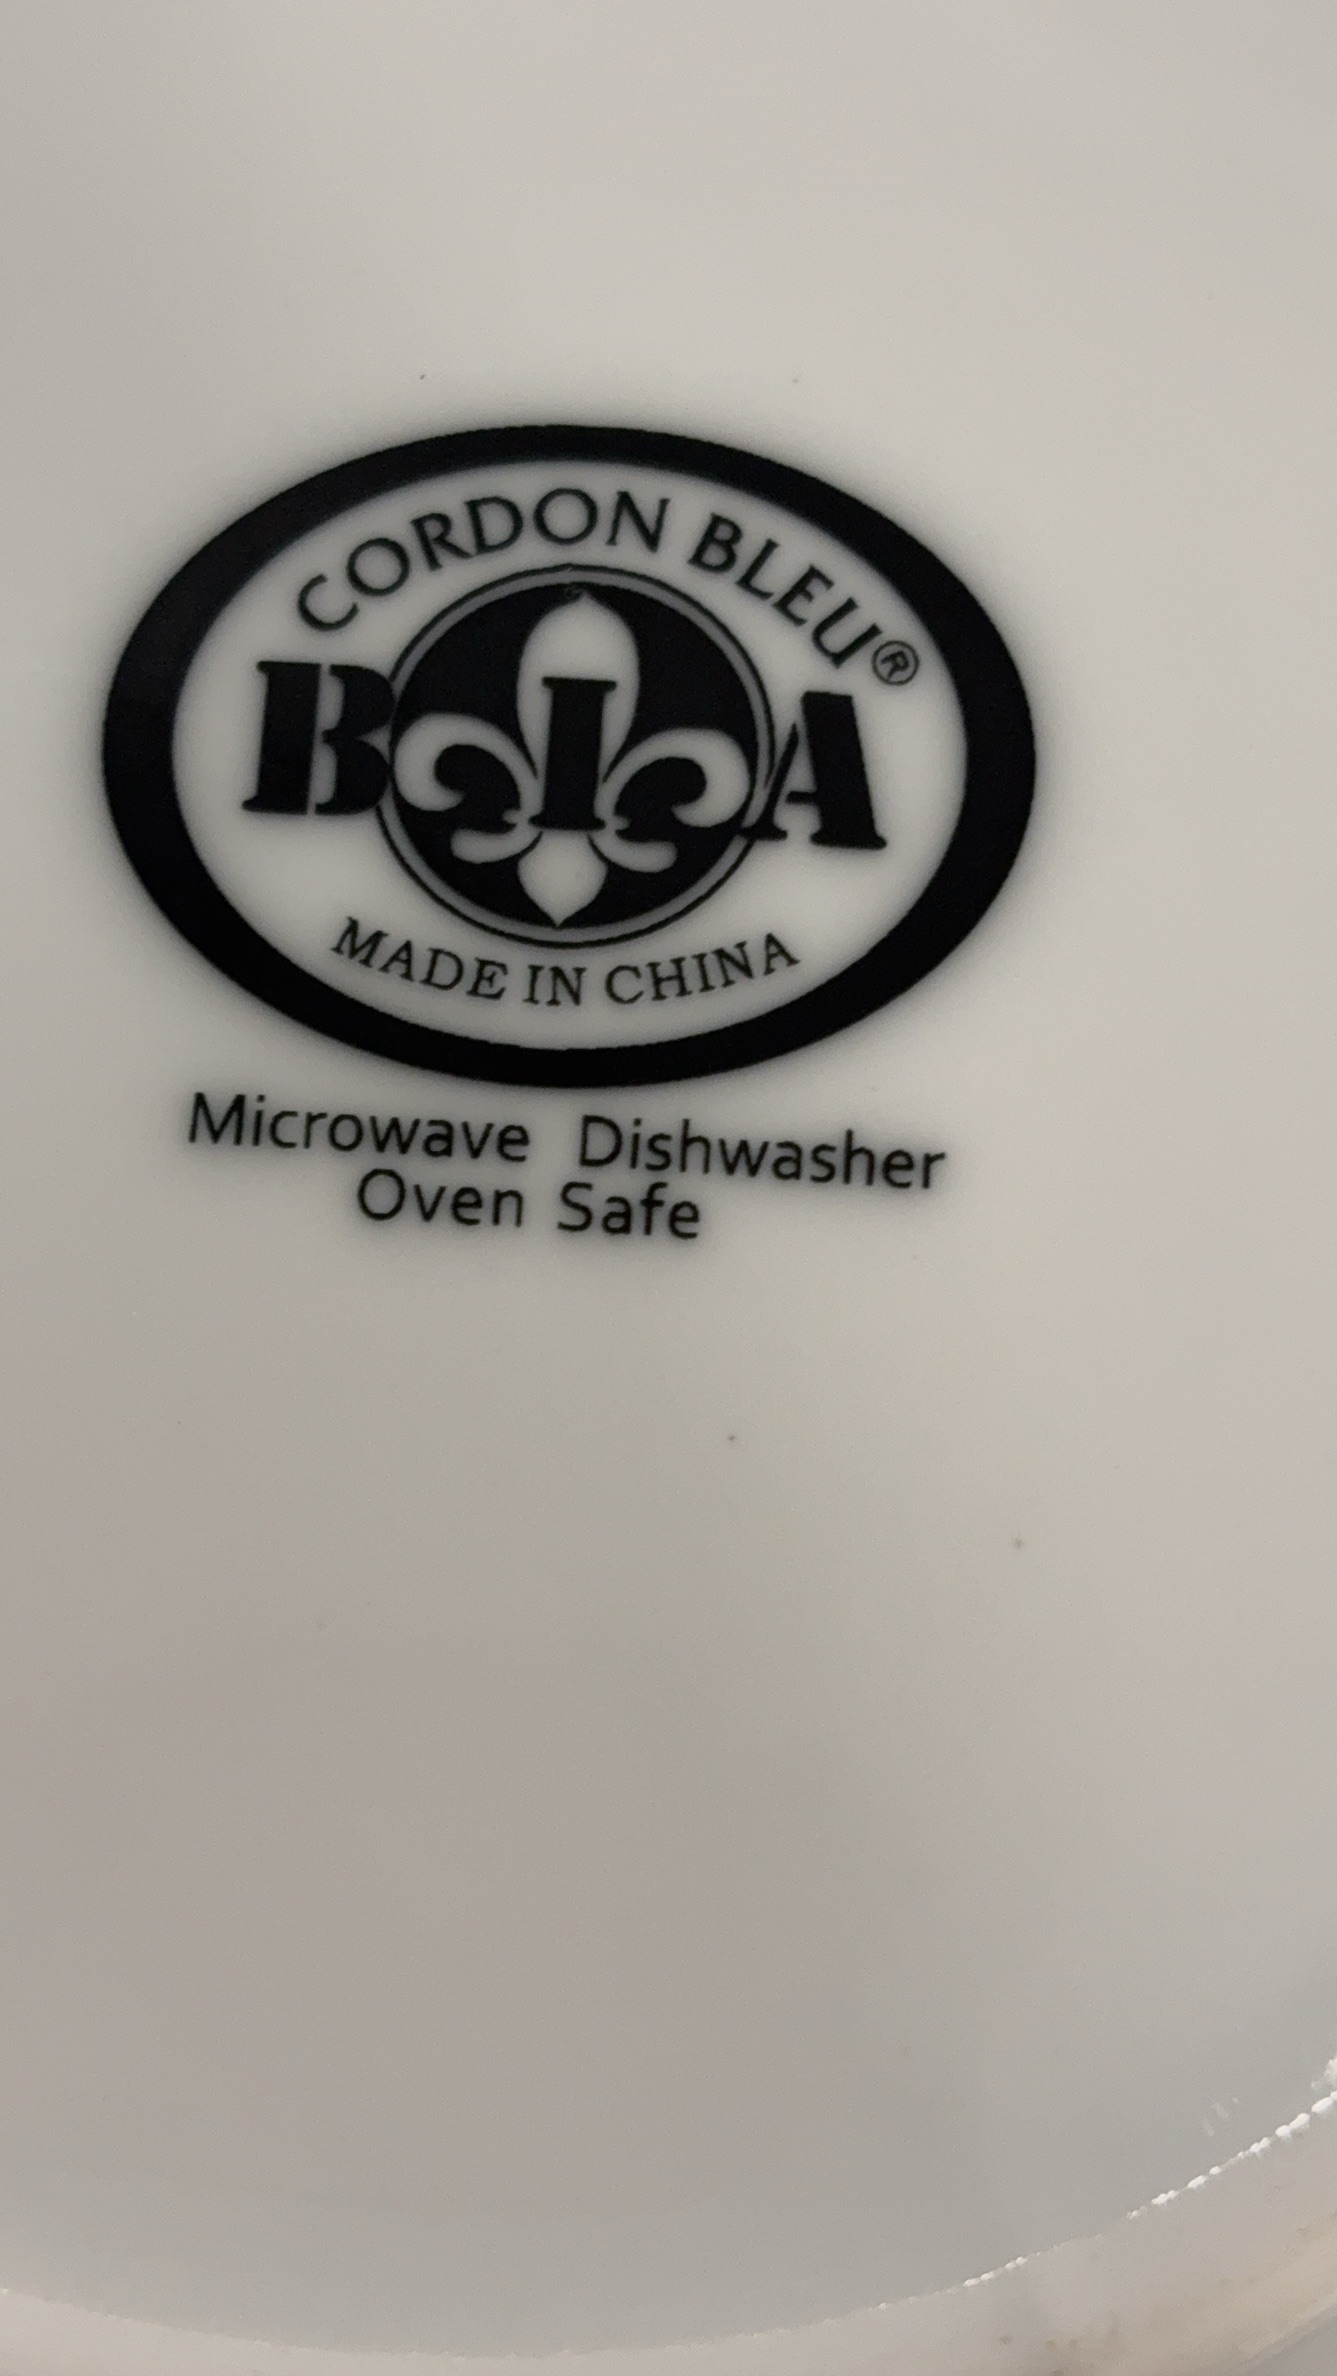 CORDON BLEU®
BIA
MADE IN CHINA
Microwave Dishwasher
Oven Safe